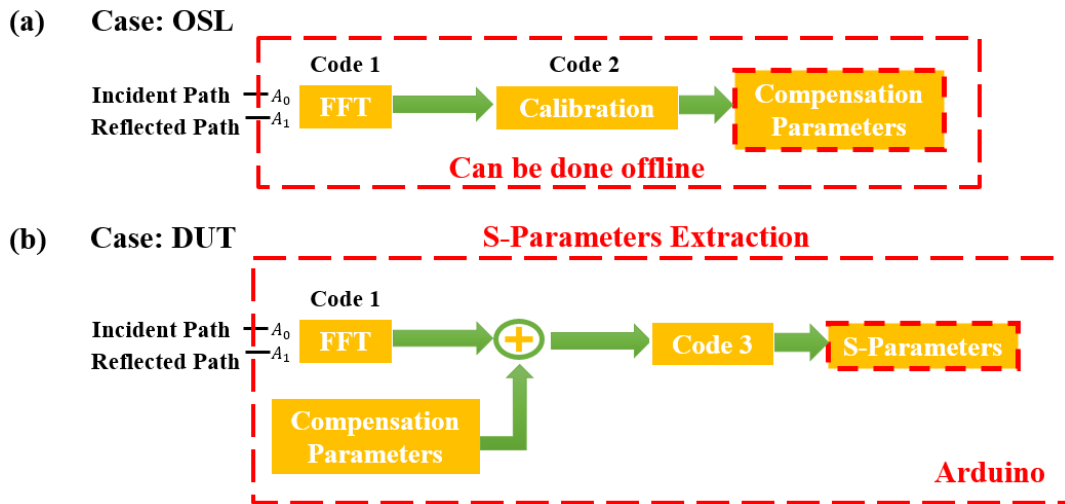 (a) Case: OSL
Code 1 Code 2
Incident Path A₀
Reflected Path A₁
FFT Calibration Compensation
Parameters
Can be done offline
(b) Case: DUT S-Parameters Extraction
Code 1
Incident Path A₀
Reflected Path A₁
FFT + Code 3 S-Parameters
Compensation
Parameters
Arduino